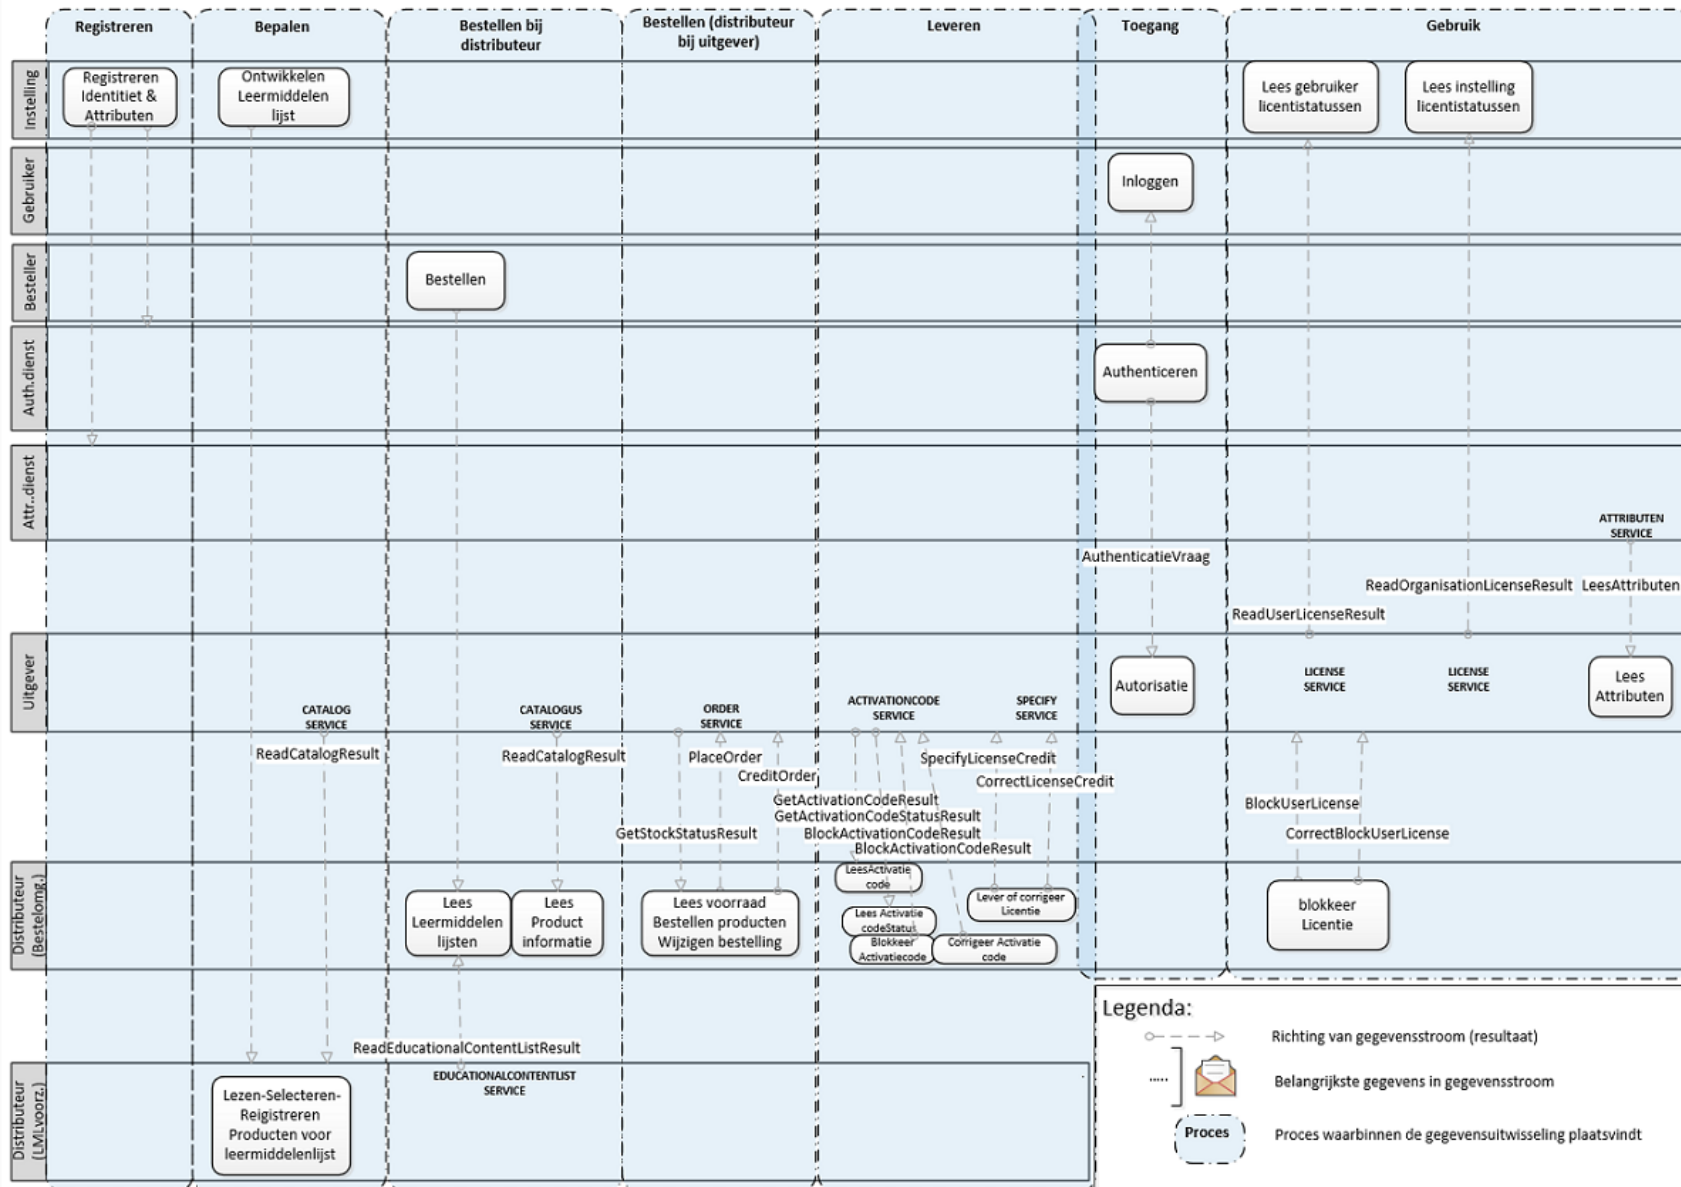 Registreren
Bepalen
Bestellen bij
distributeur
Bestellen (distributeur
bij uitgever)
Leveren
Toegang
Gebruik
Instelling
Registreren
Identitiet &
Attributen
Ontwikkelen
Leermiddelen
lijst
Lees gebruiker
licentistatussen
Lees instelling
licentistatussen
Gebruiker
Inloggen
Besteller
Bestellen
Auth.dienst
Authenticeren
Attr..dienst
ATTRIBUTEN
SERVICE
AuthenticatieVraag
ReadOrganisationLicenseResult
LeesAttributen
ReadUserLicenseResult
Uitgever
Autorisatie
LICENSE
SERVICE
LICENSE
SERVICE
Lees
Attributen
CATALOG
SERVICE
CATALOGUS
SERVICE
ORDER
SERVICE
ACTIVATIONCODE
SERVICE
SPECIFY
SERVICE
ReadCatalogResult
ReadCatalogResult
PlaceOrder
CreditOrder
SpecifyLicenseCredit
CorrectLicenseCredit
GetActivationCodeResult
GetActivationCodeStatusResult
GetStockStatusResult
BlockActivationCodeResult
BlockActivationCodeResult
BlockUserLicense
CorrectBlockUserLicense
Distributeur
(Bestelomg.)
Lees
Leermiddelen
lijsten
Lees
Product
informatie
Lees voorraad
Bestellen producten
Wijzigen bestelling
LeesActivatie
code
Lees Activatie
codeStatus
Blokkeer
Activatiecode
Corrigeer Activatie
code
Lever of corrigeer
Licentie
blokkeer
Licentie
ReadEducationalContentListResult
EDUCATIONALCONTENTLIST
SERVICE
Distributeur
(LMLvoorz.)
Lezen-Selecteren-
Reigistreren
Producten voor
leermiddelenlijst
Legenda:
Richting van gegevensstroom (resultaat)
.....
Belangrijkste gegevens in gegevensstroom
Proces
Proces waarbinnen de gegevensuitwisseling plaatsvindt